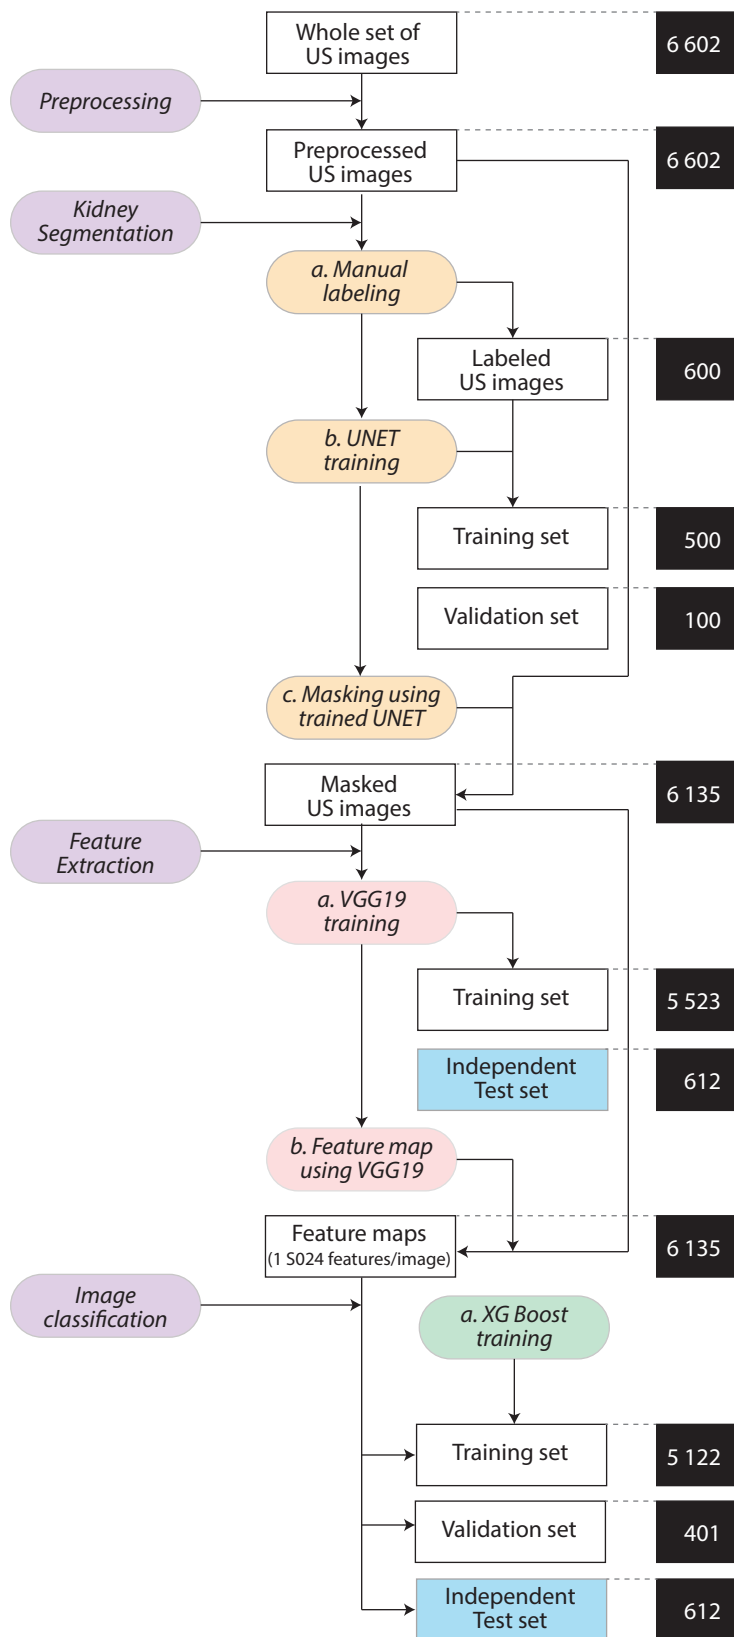 Whole set of
US images
6 602
Preprocessing
Preprocessed
US images
6 602
Kidney
Segmentation
a. Manual
labeling
Labeled
US images
600
b. UNET
training
Training set
500
Validation set
100
c. Masking using
trained UNET
Masked
US images
6 135
Feature
Extraction
a. VGG19
training
Training set
5 523
Independent
Test set
612
b. Feature map
using VGG19
Feature maps
(1 S024 features/image)
6 135
Image
classification
a. XG Boost
training
Training set
5 122
Validation set
401
Independent
Test set
612